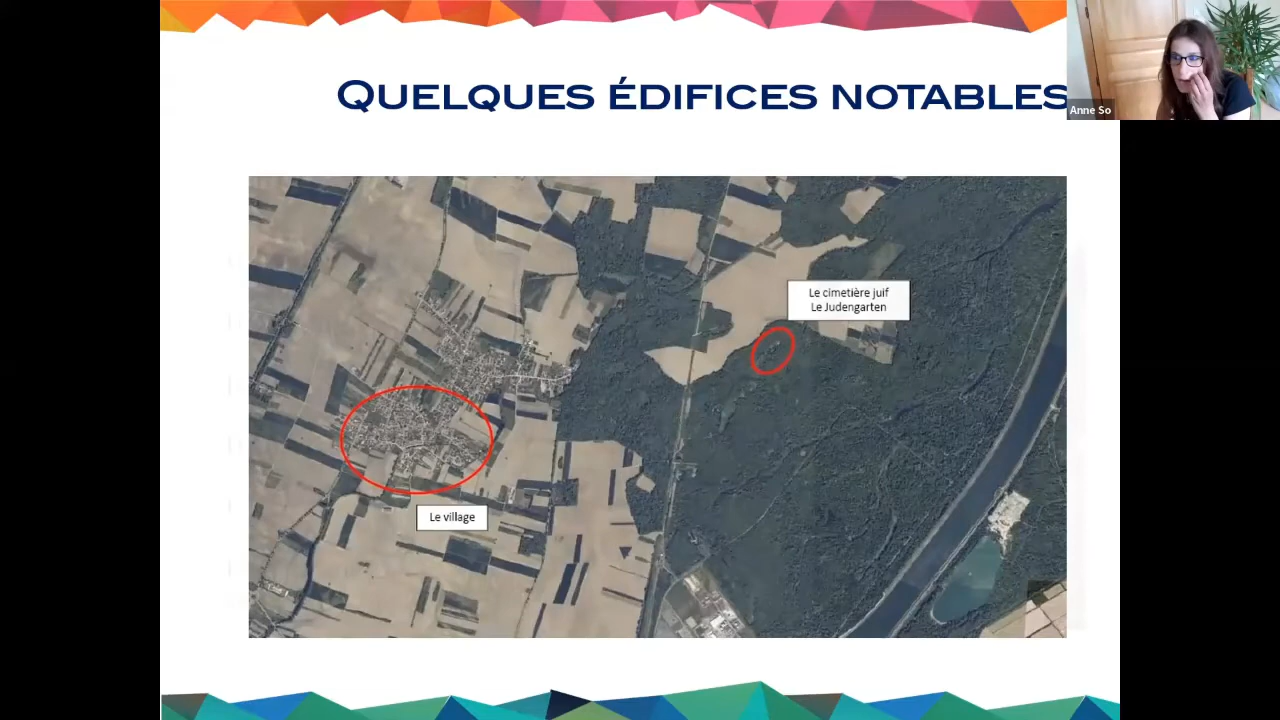 QUELQUES ÉDIFICES NOTABLES
Anne So
Le cimetière juif
Le Judengarten
Le village